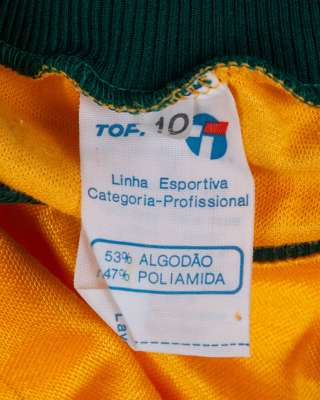 TOP. 10
Linha Esportiva
Categoria-Profissional
53% ALGODÃO
47% POLIAMIDA